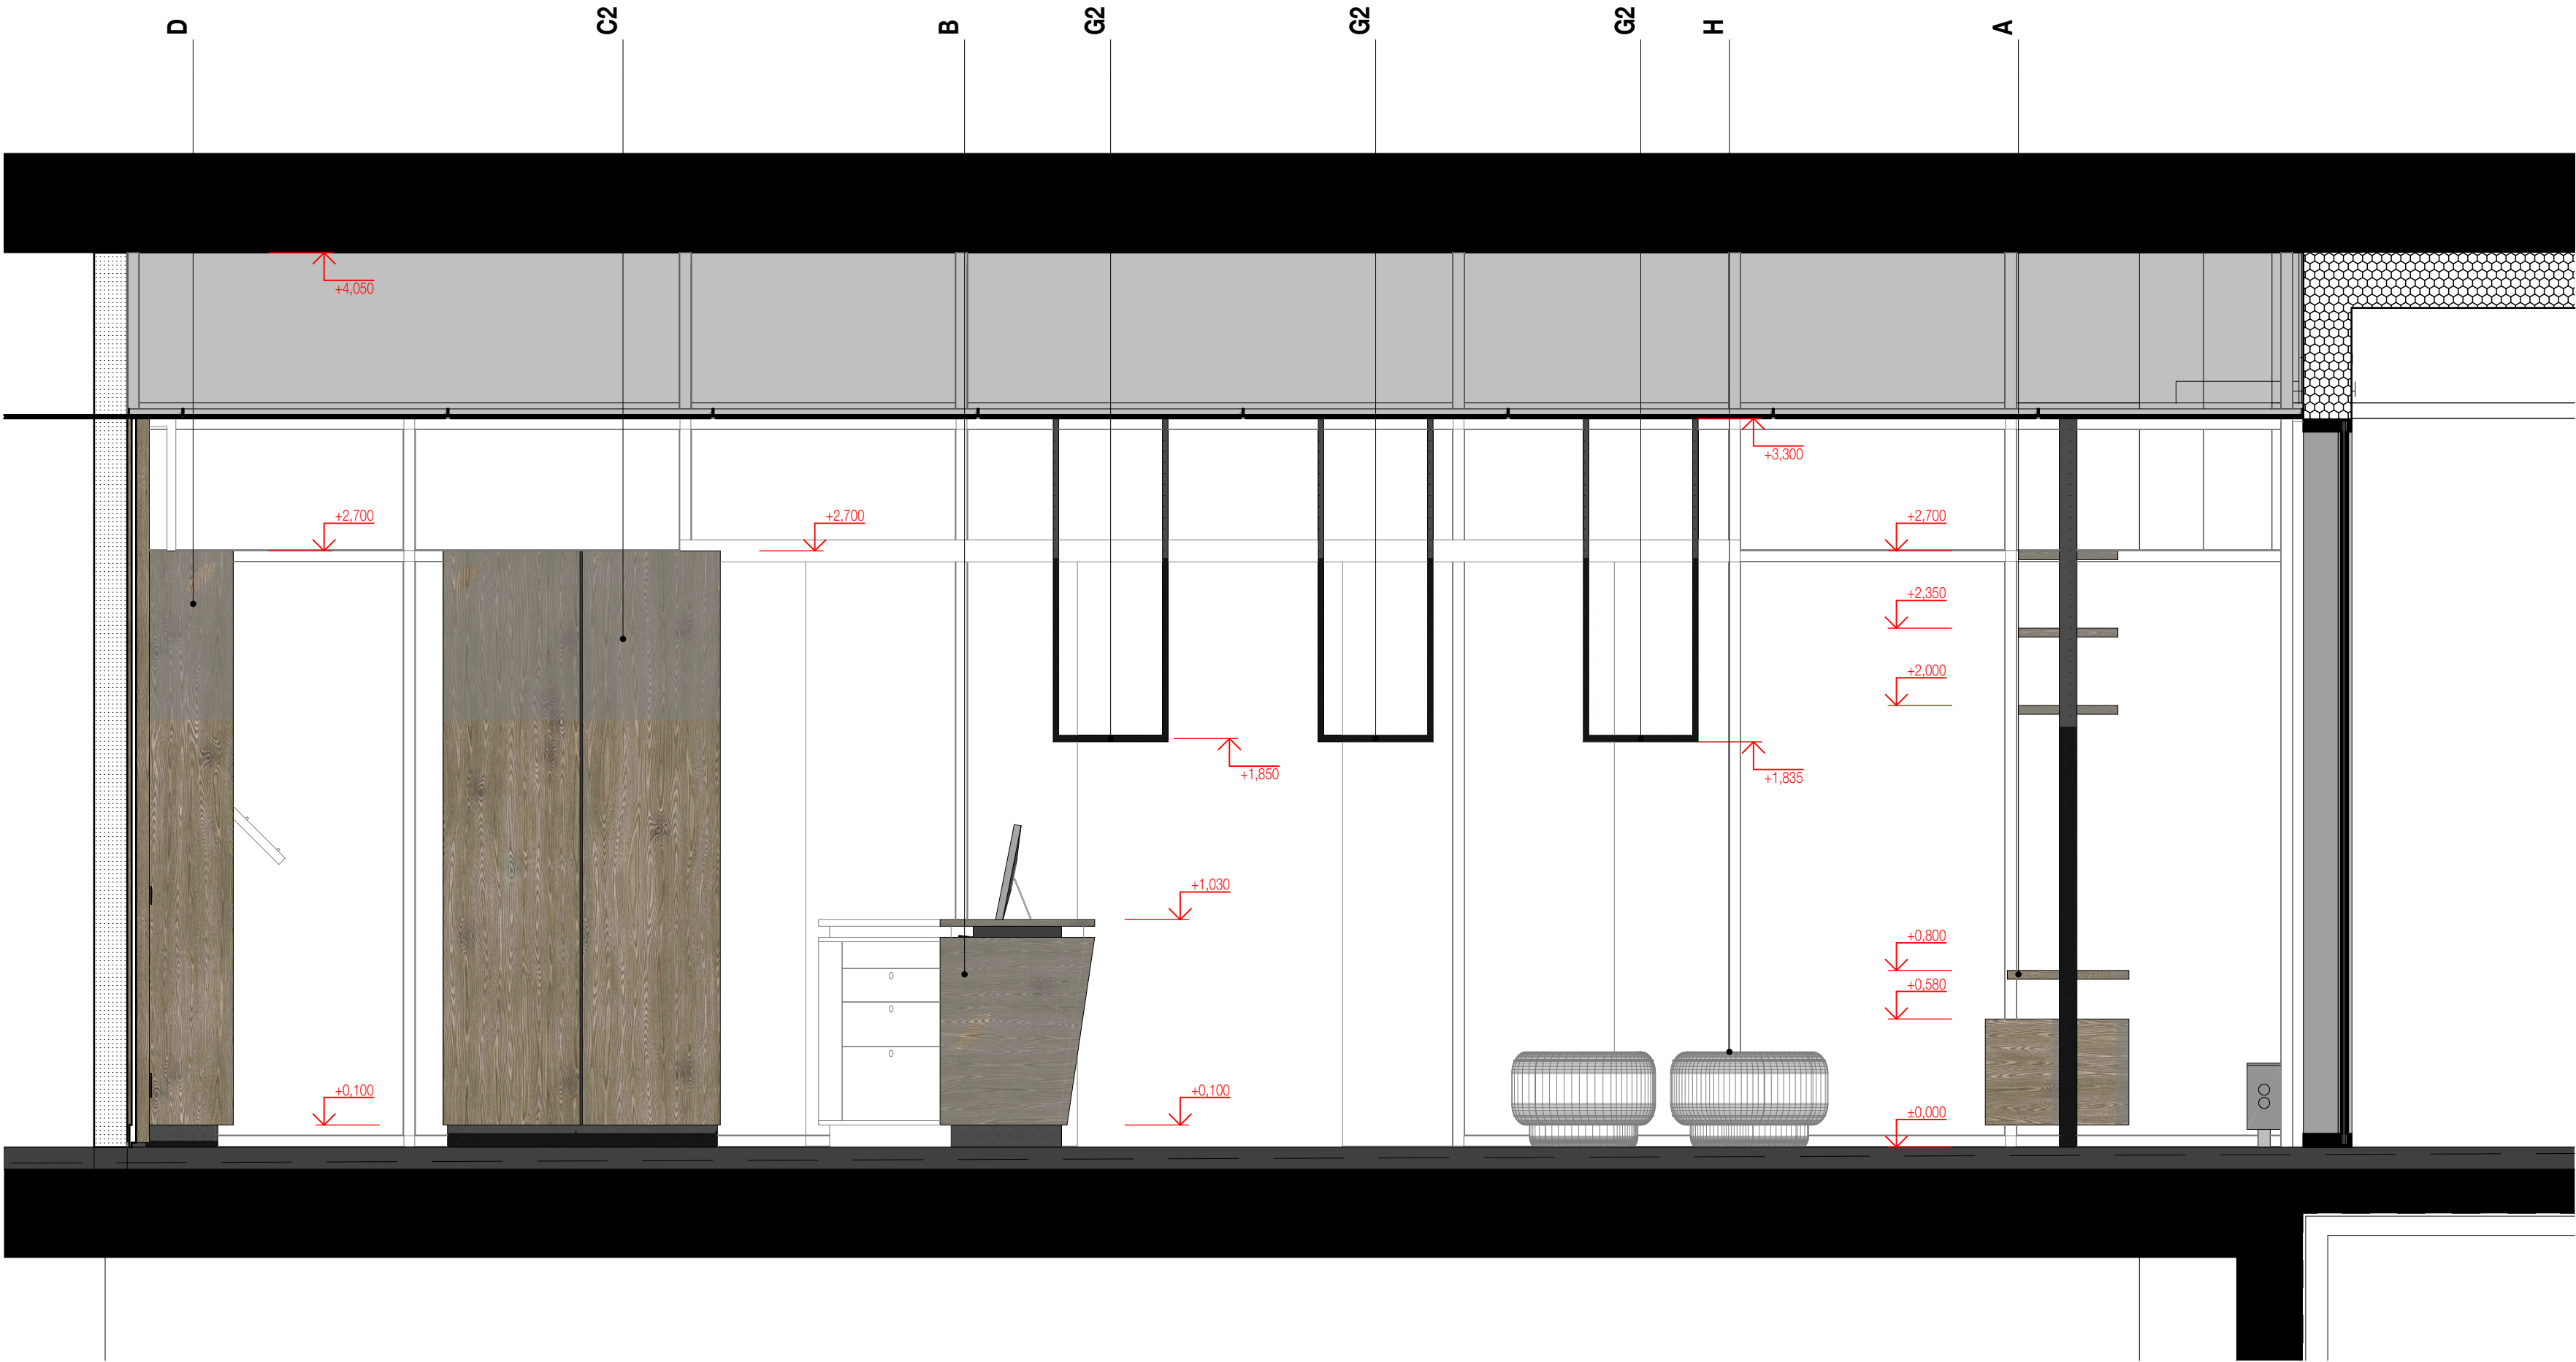 D
C2
B
G2
G2
G2
H
A
+4,050
+3,300
+2,700
+2,700
+2,700
+2,350
+2,000
+1,850
+1,835
+1,030
+0,800
+0,580
+0,100
+0,100
±0,000